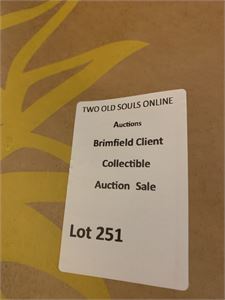 TWO OLD SOULS ONLINE
Auctions
Brimfield Client
Collectible
Auction Sale
Lot 251